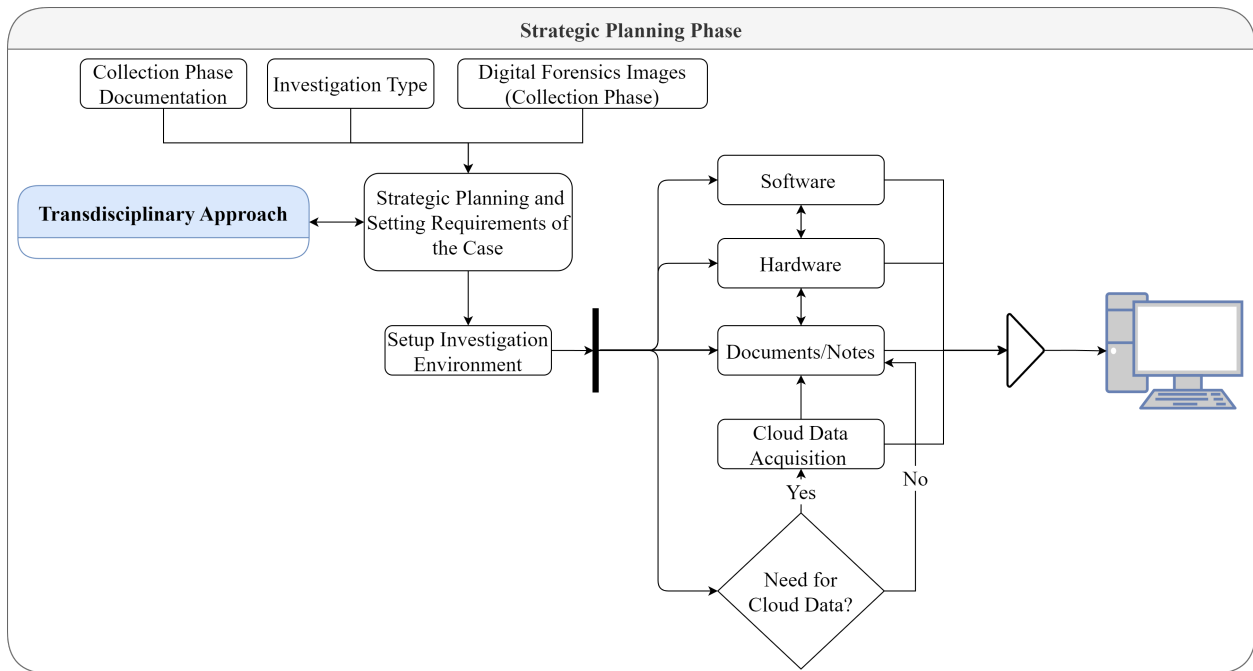 Strategic Planning Phase
Collection Phase
Documentation
Investigation Type
Digital Forensics Images
(Collection Phase)
Transdisciplinary Approach
Strategic Planning and
Setting Requirements of
the Case
Setup Investigation
Environment
Software
Hardware
Documents/Notes
Cloud Data
Acquisition
Yes
No
Need for
Cloud Data?